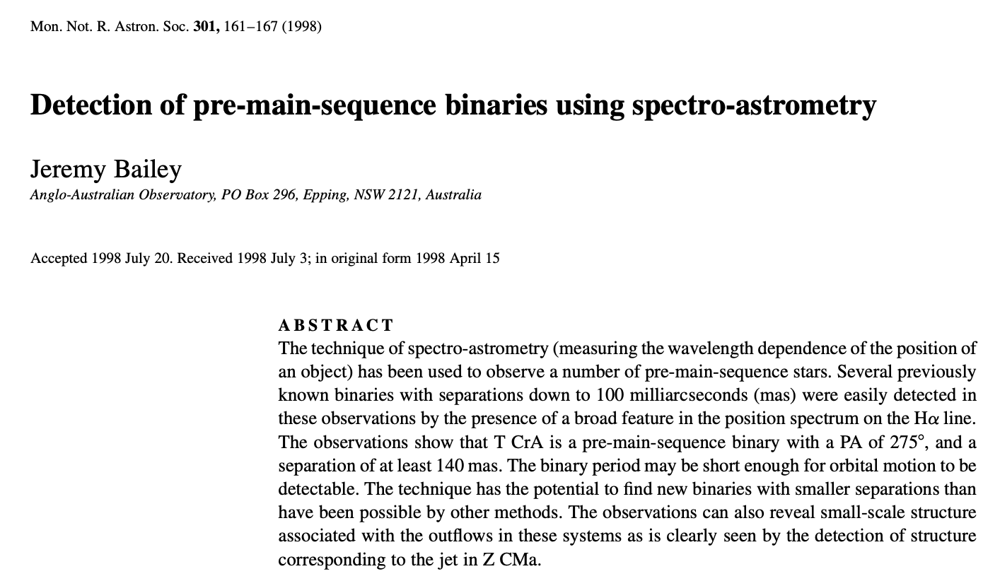 Mon. Not. R. Astron. Soc. 301, 161–167 (1998)
Detection of pre-main-sequence binaries using spectro-astrometry
Jeremy Bailey
Anglo-Australian Observatory, PO Box 296, Epping, NSW 2121, Australia
Accepted 1998 July 20. Received 1998 July 3; in original form 1998 April 15
ABSTRACT
The technique of spectro-astrometry (measuring the wavelength dependence of the position of
an object) has been used to observe a number of pre-main-sequence stars. Several previously
known binaries with separations down to 100 milliarcseconds (mas) were easily detected in
these observations by the presence of a broad feature in the position spectrum on the Hα line.
The observations show that T CrA is a pre-main-sequence binary with a PA of 275°, and a
separation of at least 140 mas. The binary period may be short enough for orbital motion to be
detectable. The technique has the potential to find new binaries with smaller separations than
have been possible by other methods. The observations can also reveal small-scale structure
associated with the outflows in these systems as is clearly seen by the detection of structure
corresponding to the jet in Z CMa.